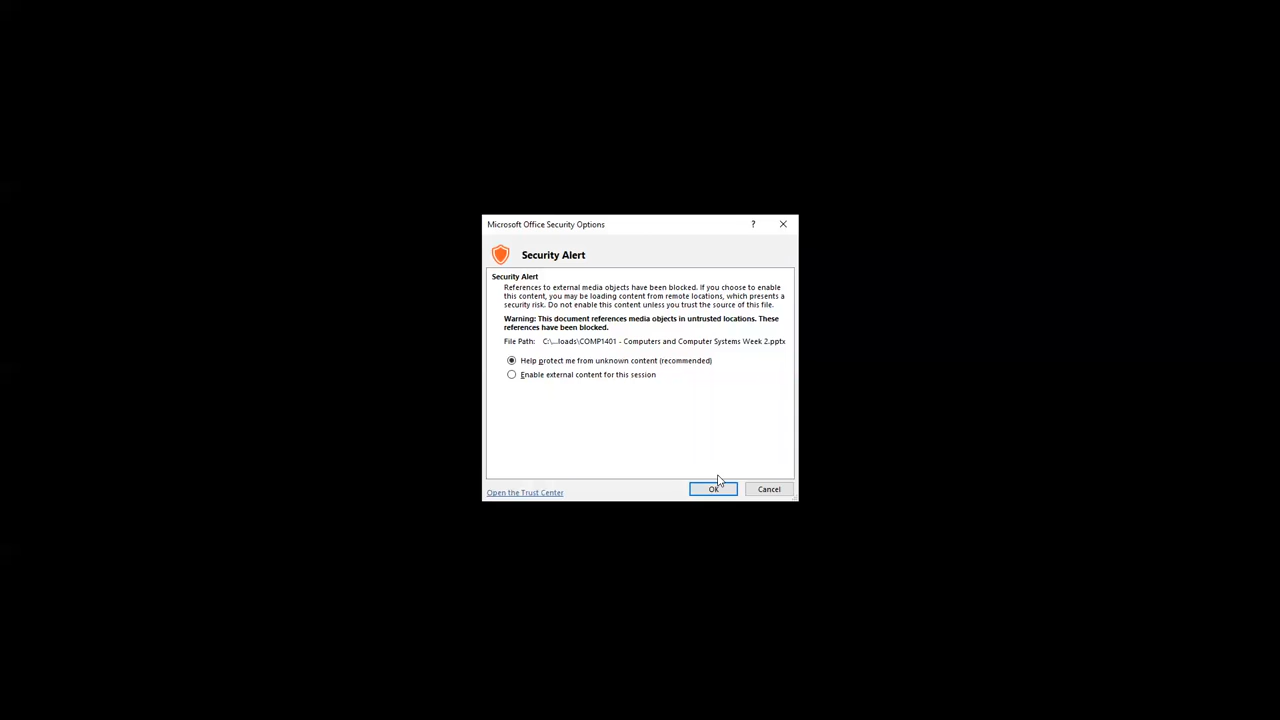 Microsoft Office Security Options
?
Security Alert
Security Alert
References to external media objects have been blocked. If you choose to enable
this content, you may be loading content from remote locations, which presents a
security risk. Do not enable this content unless you trust the source of this file.
Warning: This document references media objects in untrusted locations. These
references have been blocked.
File Path: C:\...loads\COMP1401 - Computers and Computer Systems Week 2.pptx
Help protect me from unknown content (recommended)
Enable external content for this session
Open the Trust Center
OK
Cancel